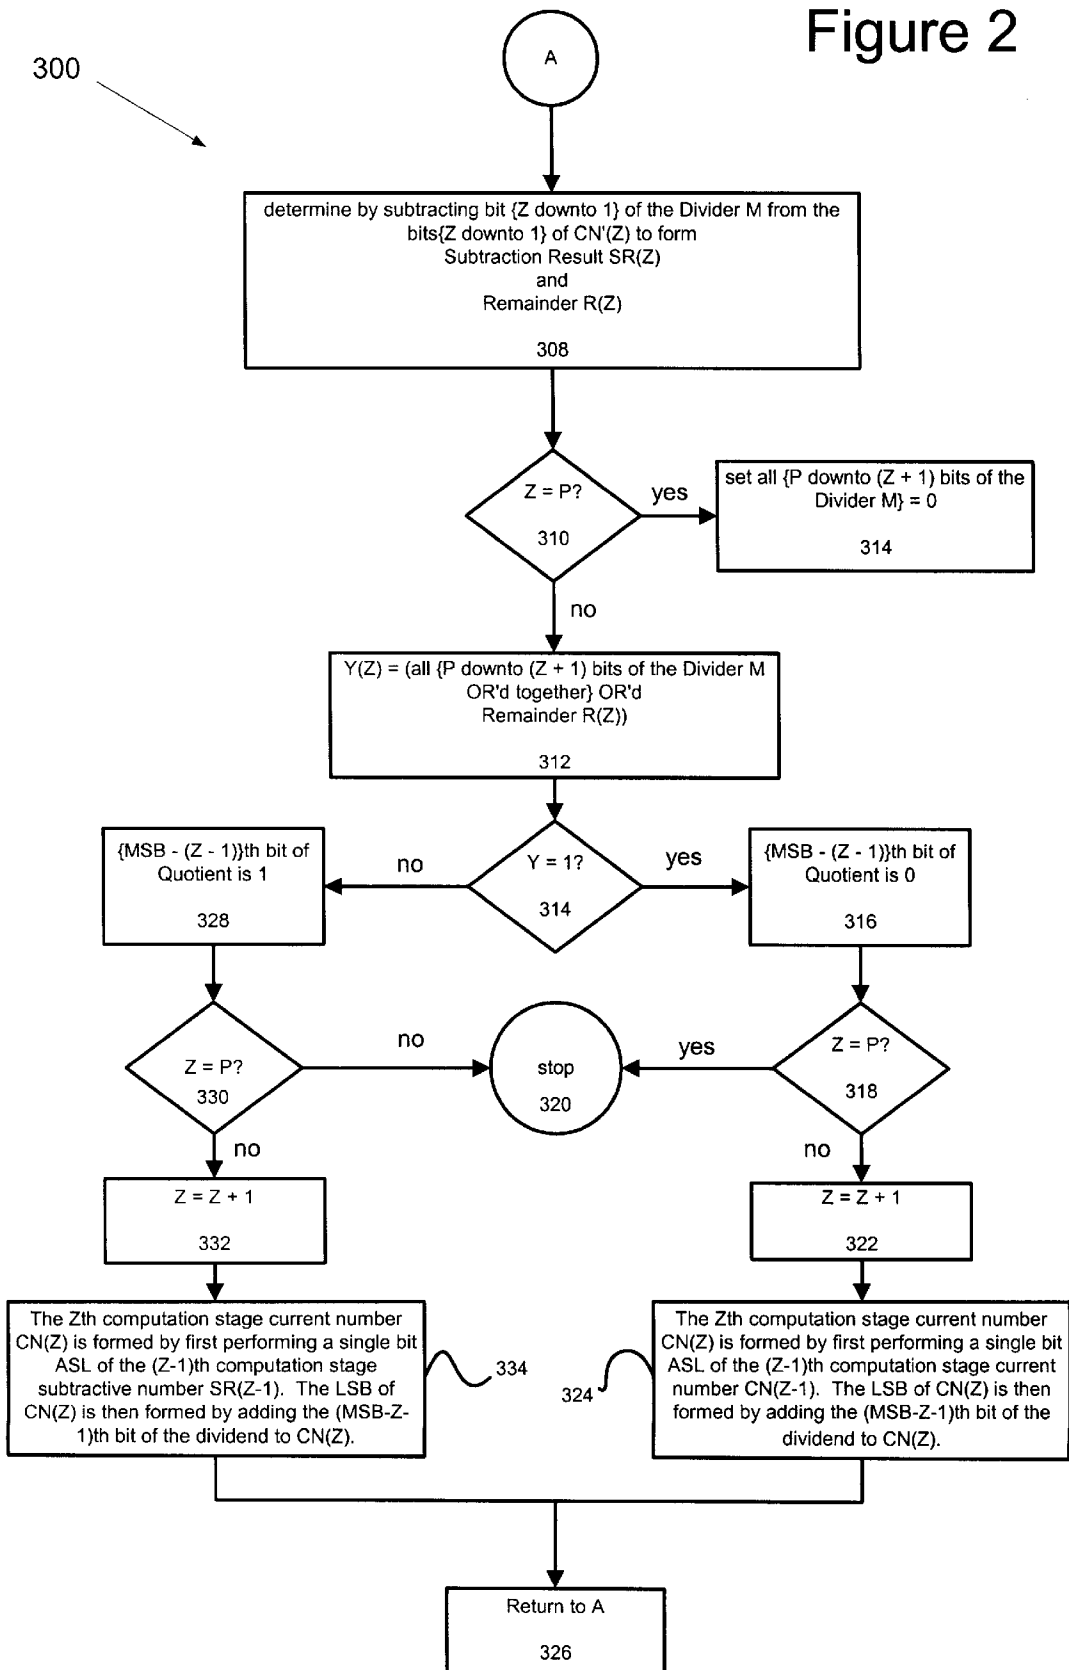 Figure 2
300
A
determine by subtracting bit {Z downto 1} of the Divider M from the
bits{Z downto 1} of CN'(Z) to form
Subtraction Result SR(Z)
and
Remainder R(Z)
308
Z = P?
310
yes
set all {P downto (Z + 1) bits of the
Divider M} = 0
314
no
Y(Z) = (all {P downto (Z + 1) bits of the Divider M
OR'd together} OR'd
Remainder R(Z))
312
{MSB - (Z - 1)}th bit of
Quotient is 1
328
no
Y = 1?
314
yes
{MSB - (Z - 1)}th bit of
Quotient is 0
316
Z = P?
330
no
stop
320
yes
Z = P?
318
no
no
Z = Z + 1
332
Z = Z + 1
322
The Zth computation stage current number
CN(Z) is formed by first performing a single bit
ASL of the (Z-1)th computation stage
subtractive number SR(Z-1). The LSB of
CN(Z) is then formed by adding the (MSB-Z-
1)th bit of the dividend to CN(Z).
334
324
The Zth computation stage current number
CN(Z) is formed by first performing a single bit
ASL of the (Z-1)th computation stage current
number CN(Z-1). The LSB of CN(Z) is then
formed by adding the (MSB-Z-1)th bit of the
dividend to CN(Z).
Return to A
326